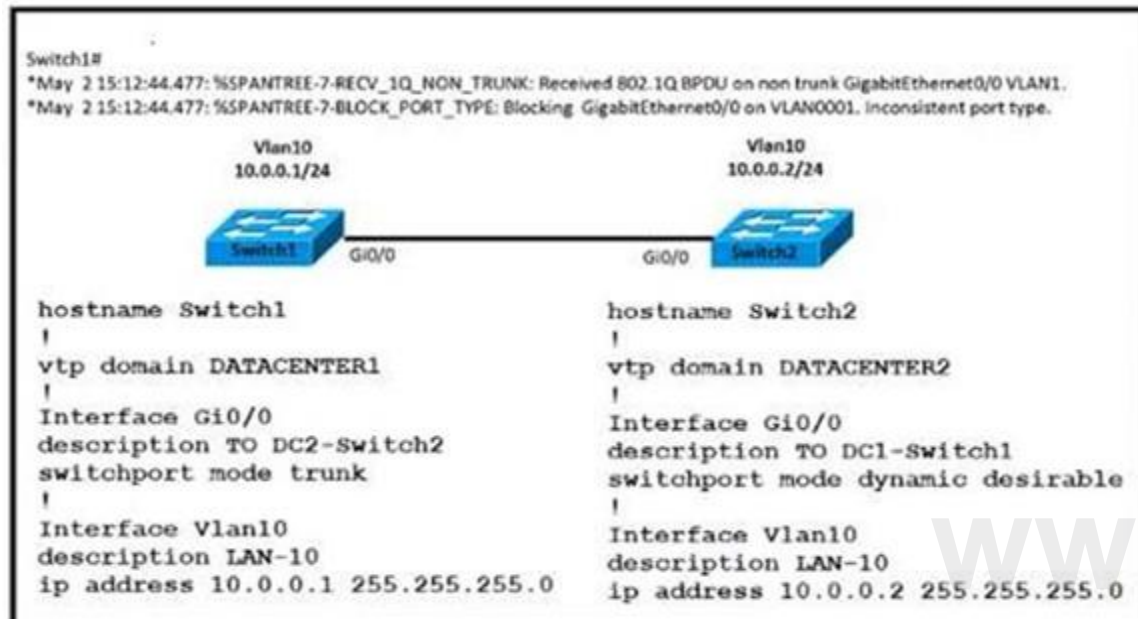 Switch1#
*May 2 15:12:44.477: %SPANTREE-7-RECV_1Q_NON_TRUNK: Received 802.1Q BPDU on non trunk GigabitEthernet0/0 VLAN1.
*May 2 15:12:44.477: %SPANTREE-7-BLOCK_PORT_TYPE: Blocking GigabitEthernet0/0 on VLAN0001. Inconsistent port type.
Vlan10
10.0.0.1/24
Vlan10
10.0.0.2/24
Switch1
Gi0/0
Gi0/0
Switch2
hostname Switch1
!
vtp domain DATACENTER1
!
Interface Gi0/0
description TO DC2-Switch2
switchport mode trunk
!
Interface Vlan10
description LAN-10
ip address 10.0.0.1 255.255.255.0
hostname Switch2
!
vtp domain DATACENTER2
!
Interface Gi0/0
description TO DC1-Switch1
switchport mode dynamic desirable
!
Interface Vlan10
description LAN-10
ip address 10.0.0.2 255.255.255.0
WW